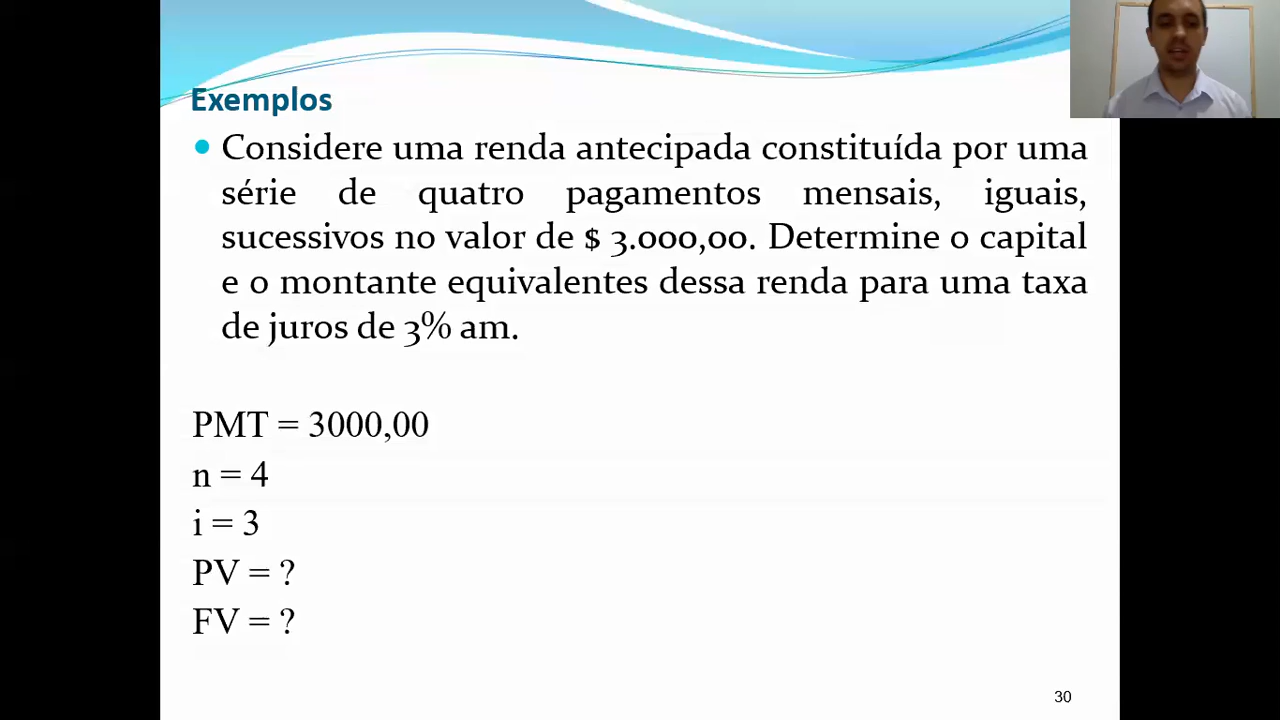 Exemplos
• Considere uma renda antecipada constituída por uma
série de quatro pagamentos mensais, iguais,
sucessivos no valor de $ 3.000,00. Determine o capital
e o montante equivalentes dessa renda para uma taxa
de juros de 3% am.
PMT = 3000,00
n = 4
i = 3
PV = ?
FV = ?
30